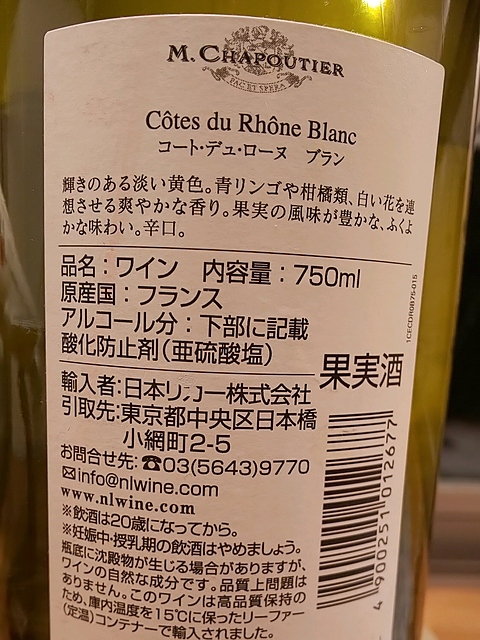 M. CHAPOUTIER
FAC ET SPERA
Côtes du Rhône Blanc
コート・デュ・ローヌ ブラン
輝きのある淡い黄色。青リンゴや柑橘類、白い花を連
想させる爽やかな香り。果実の風味が豊かな、ふくよ
かな味わい。辛口。
品名：ワイン 内容量：750ml
原産国：フランス
アルコール分：下部に記載
酸化防止剤（亜硫酸塩）
果実酒
輸入者：日本リカー株式会社
引取先：東京都中央区日本橋
小網町2-5
お問合せ先：☎03(5643)9770
✉info@nlwine.com
www.nlwine.com
※飲酒は20歳になってから。
※妊娠中・授乳期の飲酒はやめましょう。
瓶底に沈殿物が生じる場合がありますが、
ワインの自然な成分です。品質上問題は
ありません。このワインは高品質保持の
ため、庫内温度を15℃に保ったリーファー
(定温)コンテナーで輸入されました。
1CECDR0B75-015
4 900251 012677